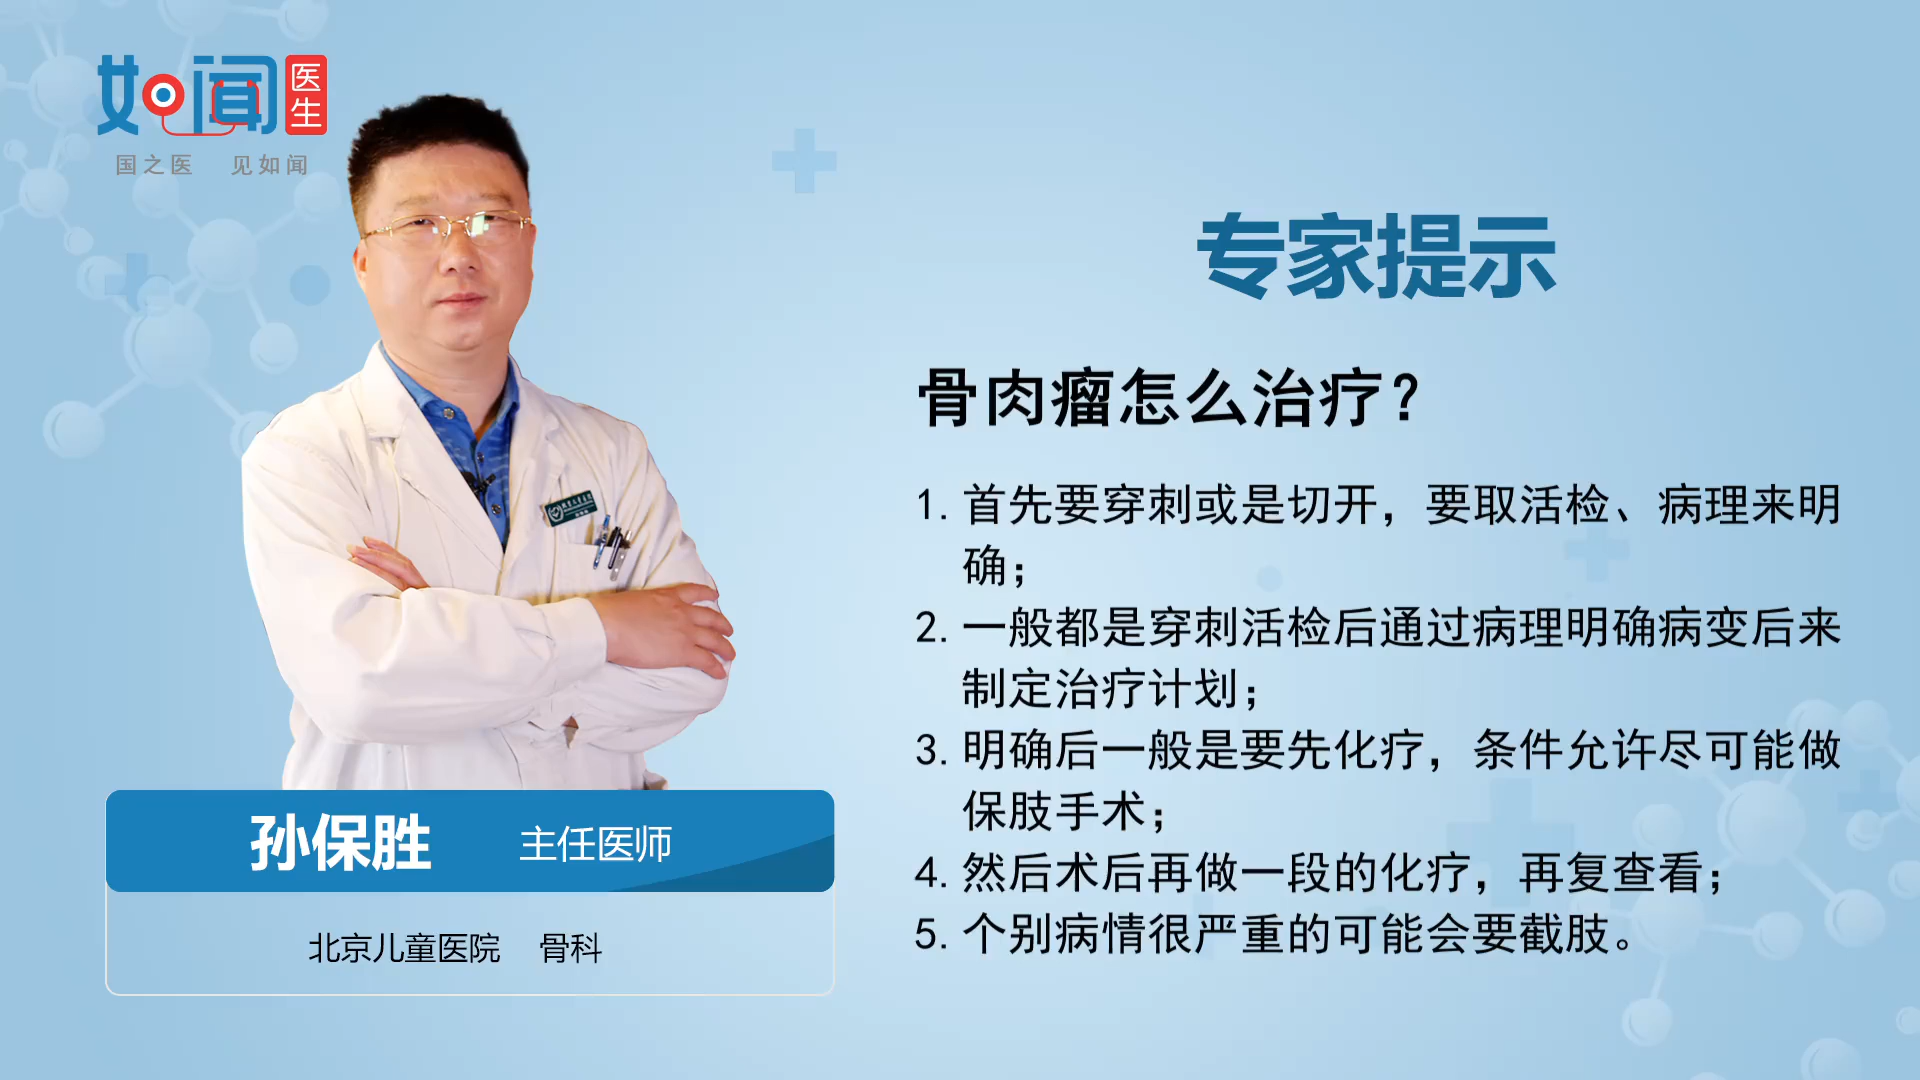 如闻医生
国之医 见如闻
专家提示
骨肉瘤怎么治疗？
1. 首先要穿刺或是切开，要取活检、病理来明
确；
2. 一般都是穿刺活检后通过病理明确病变后来
制定治疗计划；
3. 明确后一般是要先化疗，条件允许尽可能做
保肢手术；
4. 然后术后再做一段的化疗，再复查看；
5. 个别病情很严重的可能会要截肢。
孙保胜 主任医师
北京儿童医院 骨科